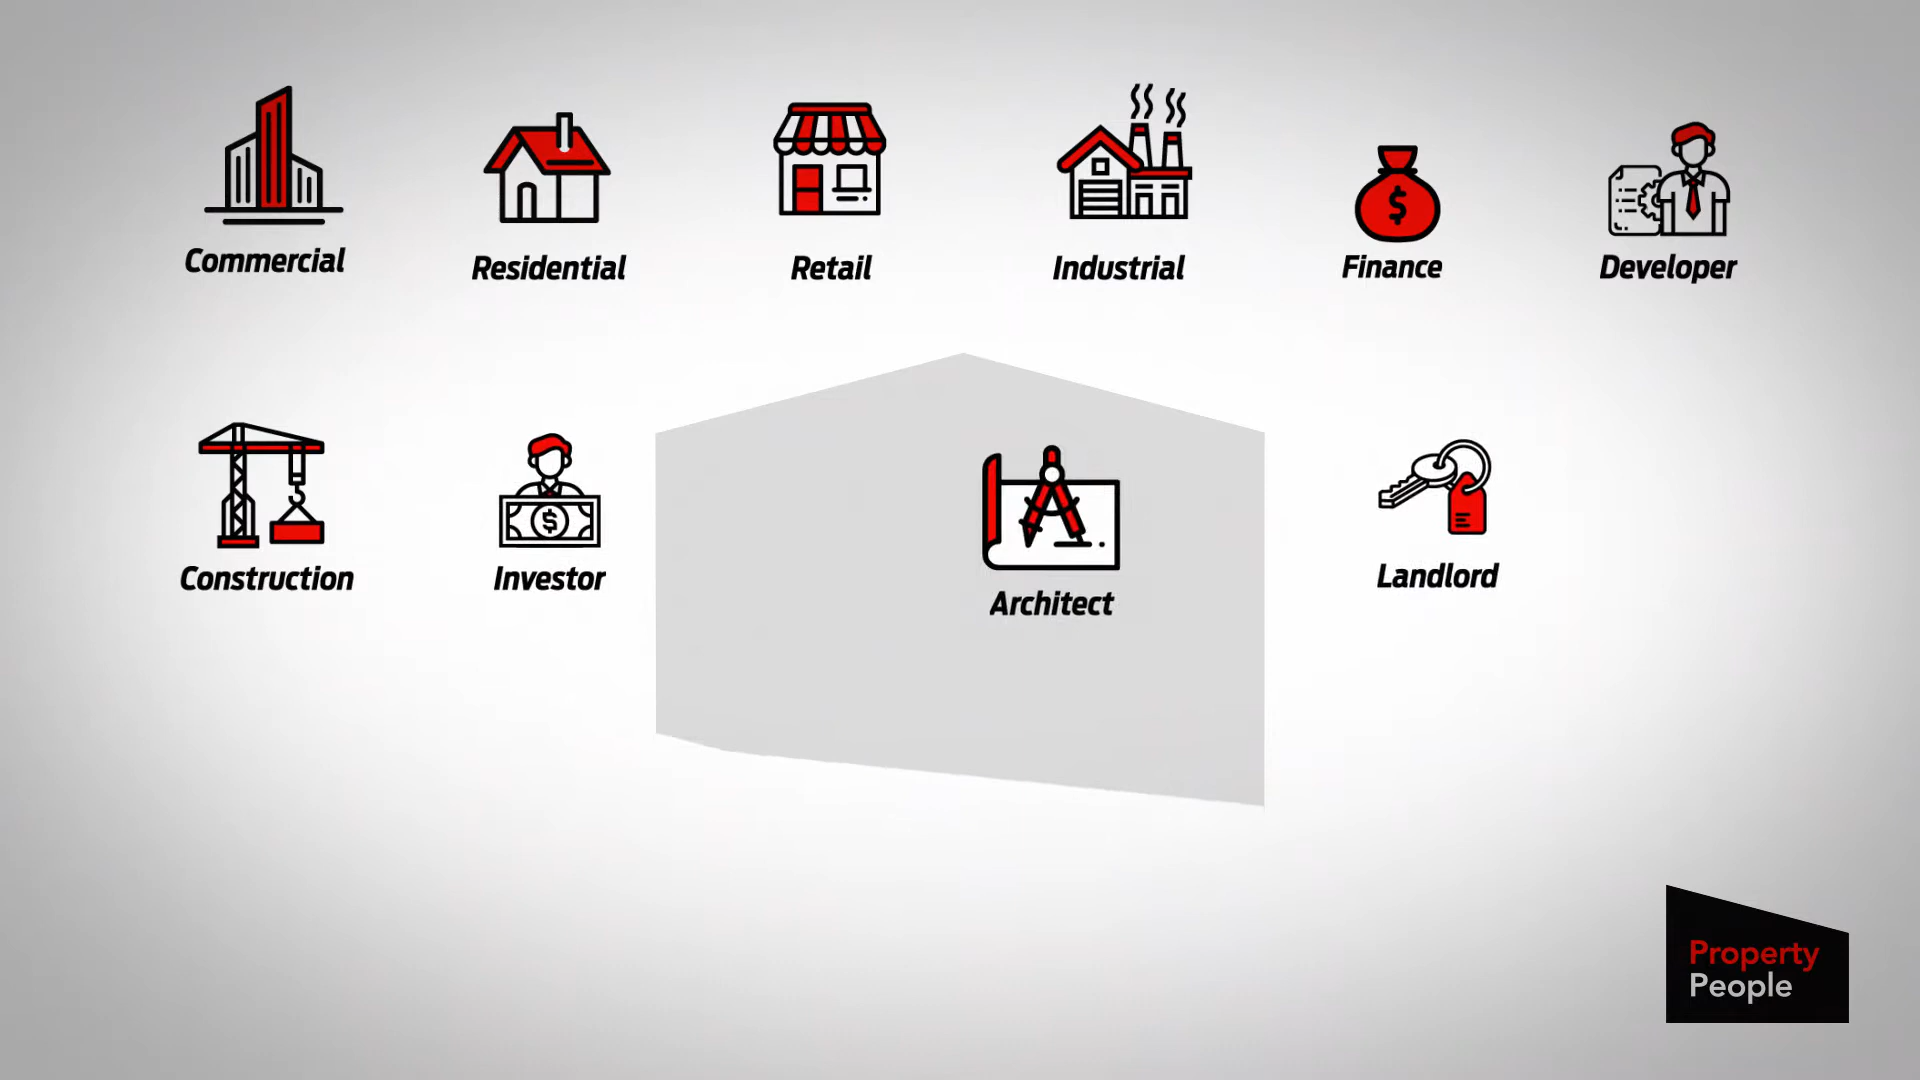 Commercial
Residential
Retail
Industrial
$
Finance
Developer
Construction
$
Investor
Architect
Landlord
Property
People